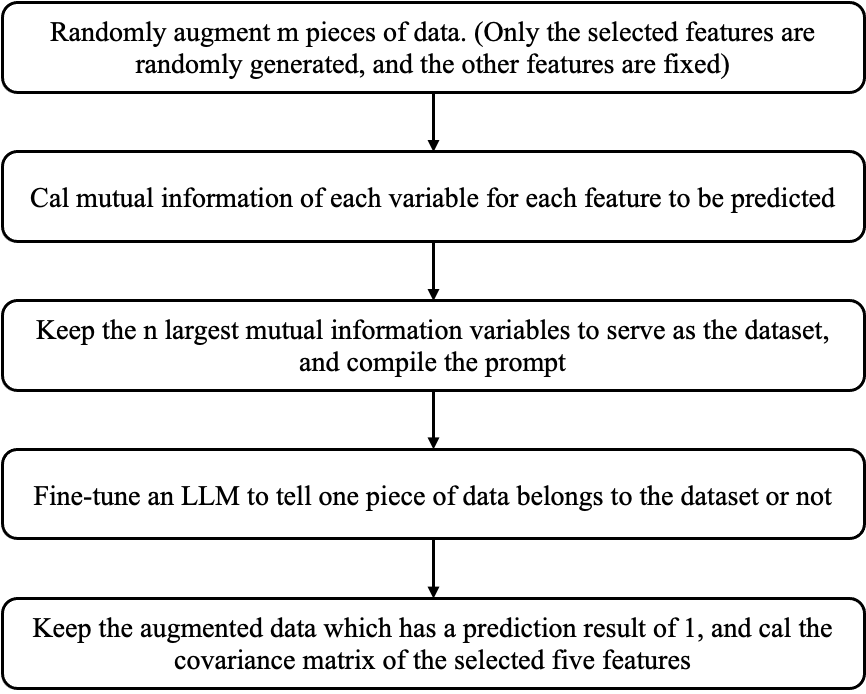 Randomly augment m pieces of data. (Only the selected features are
randomly generated, and the other features are fixed)
Cal mutual information of each variable for each feature to be predicted
Keep the n largest mutual information variables to serve as the dataset,
and compile the prompt
Fine-tune an LLM to tell one piece of data belongs to the dataset or not
Keep the augmented data which has a prediction result of 1, and cal the
covariance matrix of the selected five features